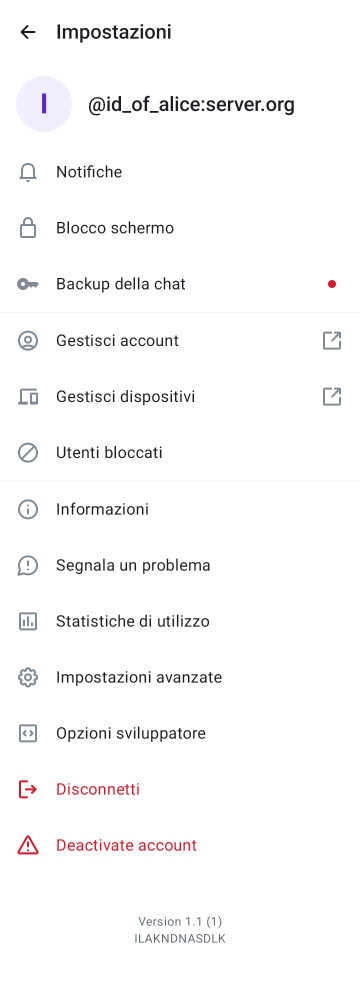 Impostazioni
I
@id_of_alice:server.org
Notifiche
Blocco schermo
Backup della chat
Gestisci account
Gestisci dispositivi
Utenti bloccati
Informazioni
Segnala un problema
Statistiche di utilizzo
Impostazioni avanzate
Opzioni sviluppatore
Disconnetti
Deactivate account
Version 1.1 (1)
ILAKNDNASDLK